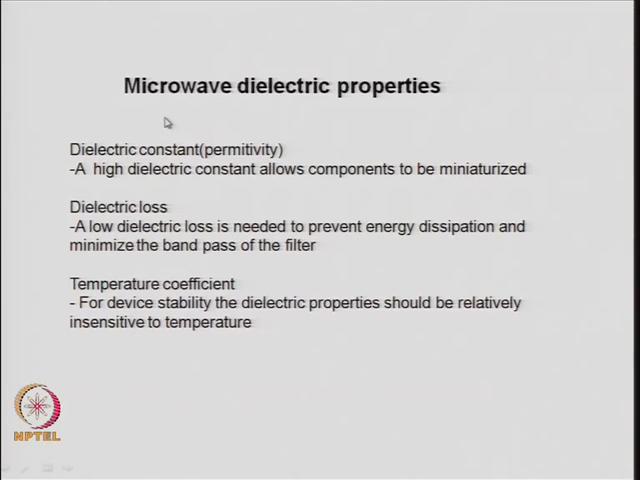 Microwave dielectric properties
Dielectric constant(permitivity)
-A high dielectric constant allows components to be miniaturized
Dielectric loss
-A low dielectric loss is needed to prevent energy dissipation and
minimize the band pass of the filter
Temperature coefficient
- For device stability the dielectric properties should be relatively
insensitive to temperature
NPTEL